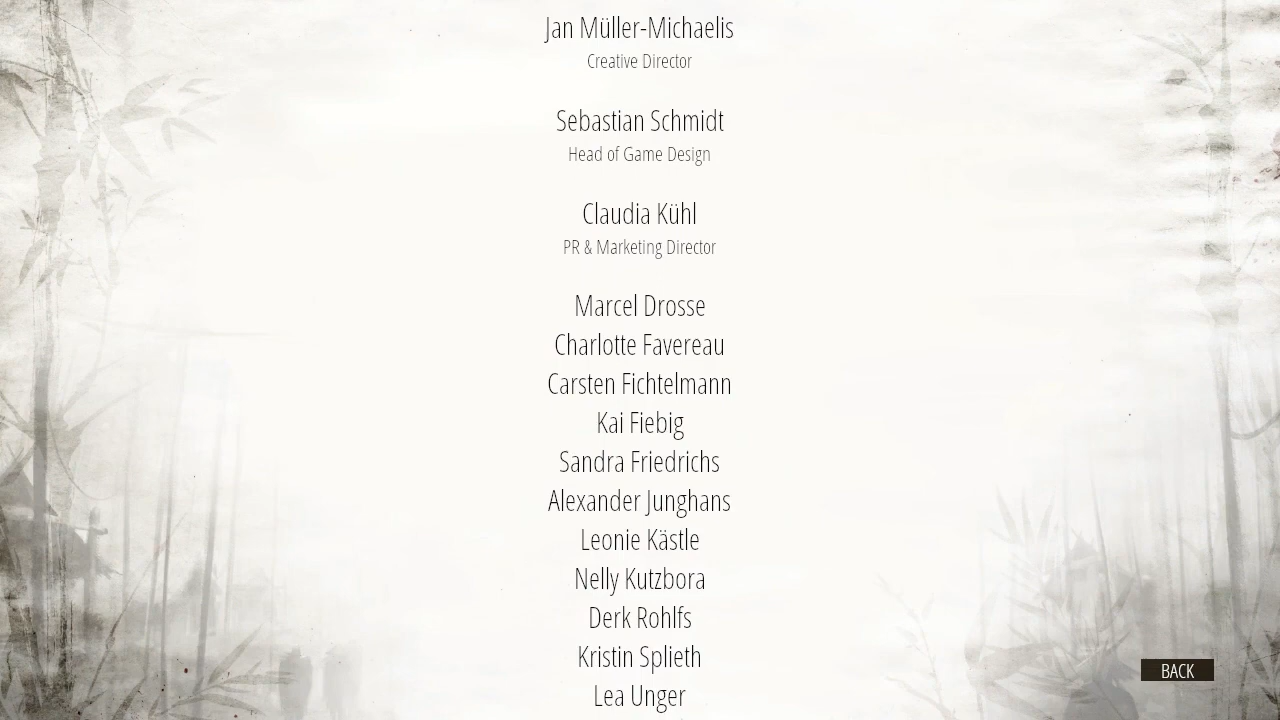 Jan Müller-Michaelis
Creative Director
Sebastian Schmidt
Head of Game Design
Claudia Kühl
PR & Marketing Director
Marcel Drosse
Charlotte Favereau
Carsten Fichtelmann
Kai Fiebig
Sandra Friedrichs
Alexander Junghans
Leonie Kästle
Nelly Kutzbora
Derk Rohlfs
Kristin Splieth
BACK
Lea Unger